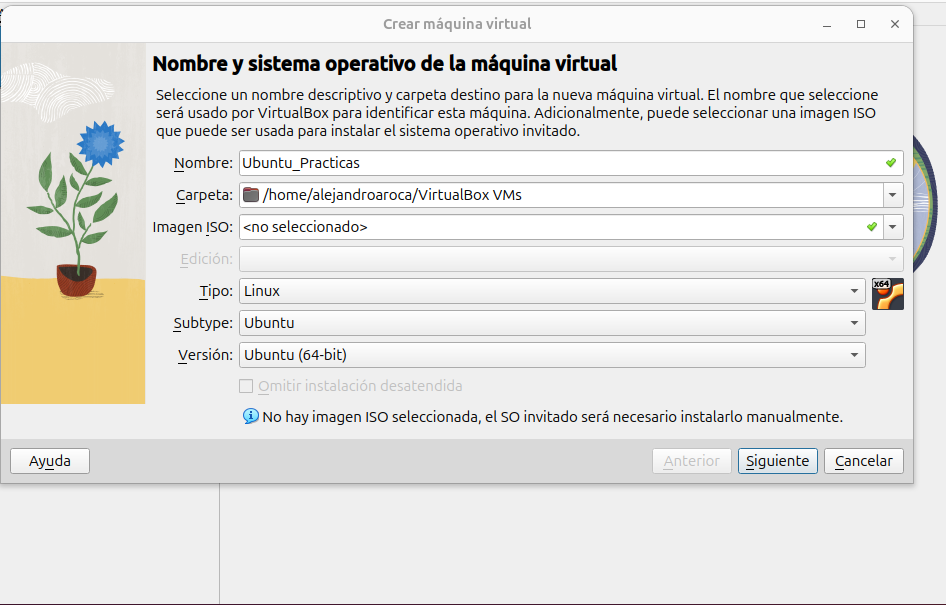 Crear máquina virtual
Nombre y sistema operativo de la máquina virtual
Seleccione un nombre descriptivo y carpeta destino para la nueva máquina virtual. El nombre que seleccione
será usado por VirtualBox para identificar esta máquina. Adicionalmente, puede seleccionar una imagen ISO
que puede ser usada para instalar el sistema operativo invitado.
Nombre: Ubuntu_Practicas
Carpeta: /home/alejandroaroca/VirtualBox VMs
Imagen ISO: <no seleccionado>
Edición:
Tipo: Linux
x64
Subtype: Ubuntu
Versión: Ubuntu (64-bit)
Omitir instalación desatendida
No hay imagen ISO seleccionada, el SO invitado será necesario instalarlo manualmente.
Ayuda Anterior Siguiente Cancelar